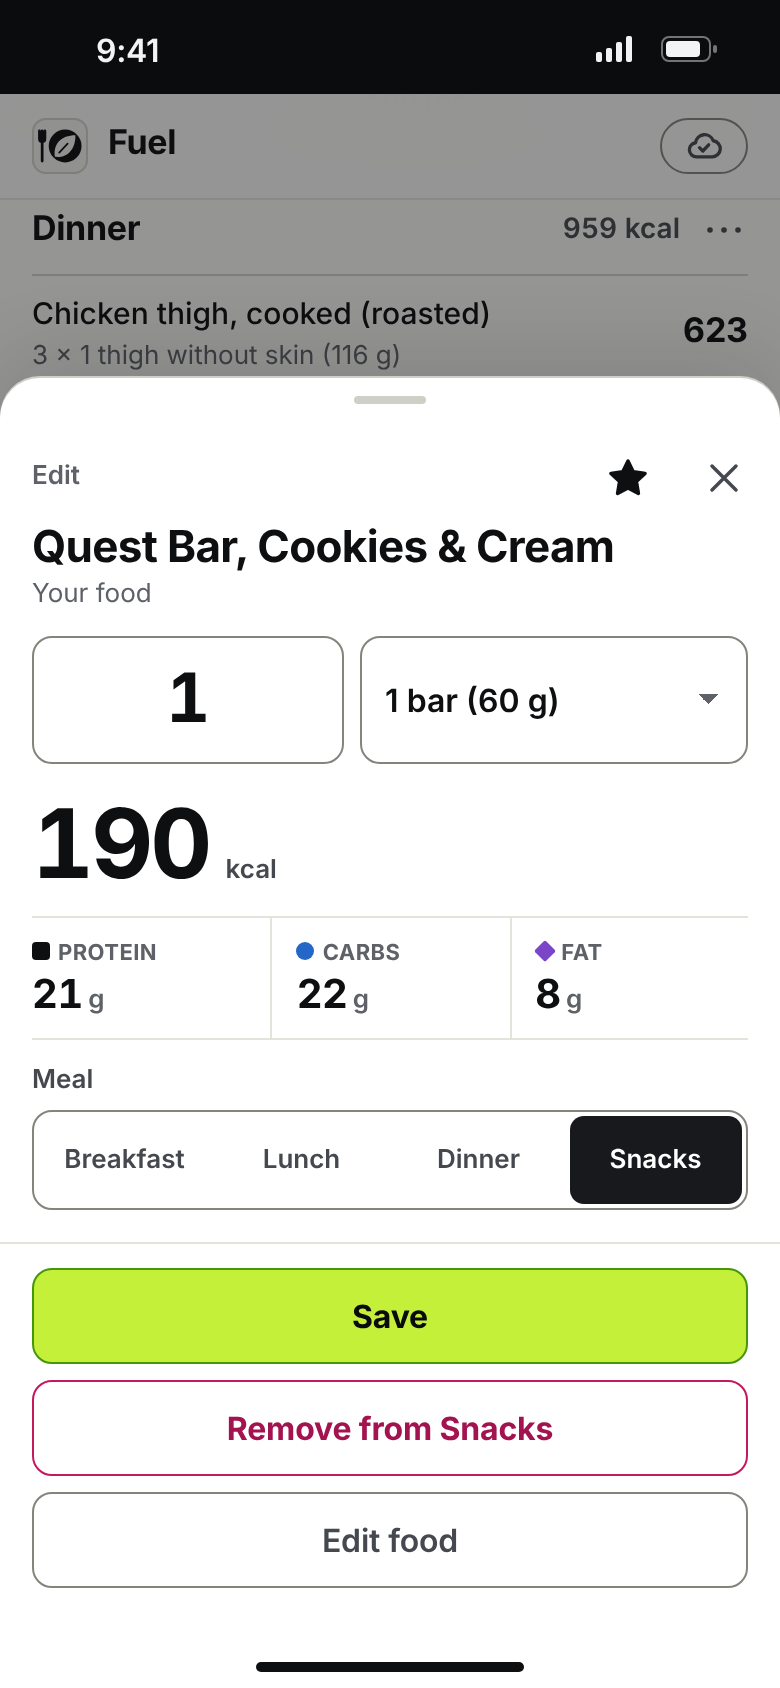 9:41
Fuel
Dinner 959 kcal ...
Chicken thigh, cooked (roasted) 623
3 × 1 thigh without skin (116 g)
Edit
Quest Bar, Cookies & Cream
Your food
1 1 bar (60 g)
190 kcal
PROTEIN CARBS FAT
21 g 22 g 8 g
Meal
Breakfast Lunch Dinner Snacks
Save
Remove from Snacks
Edit food